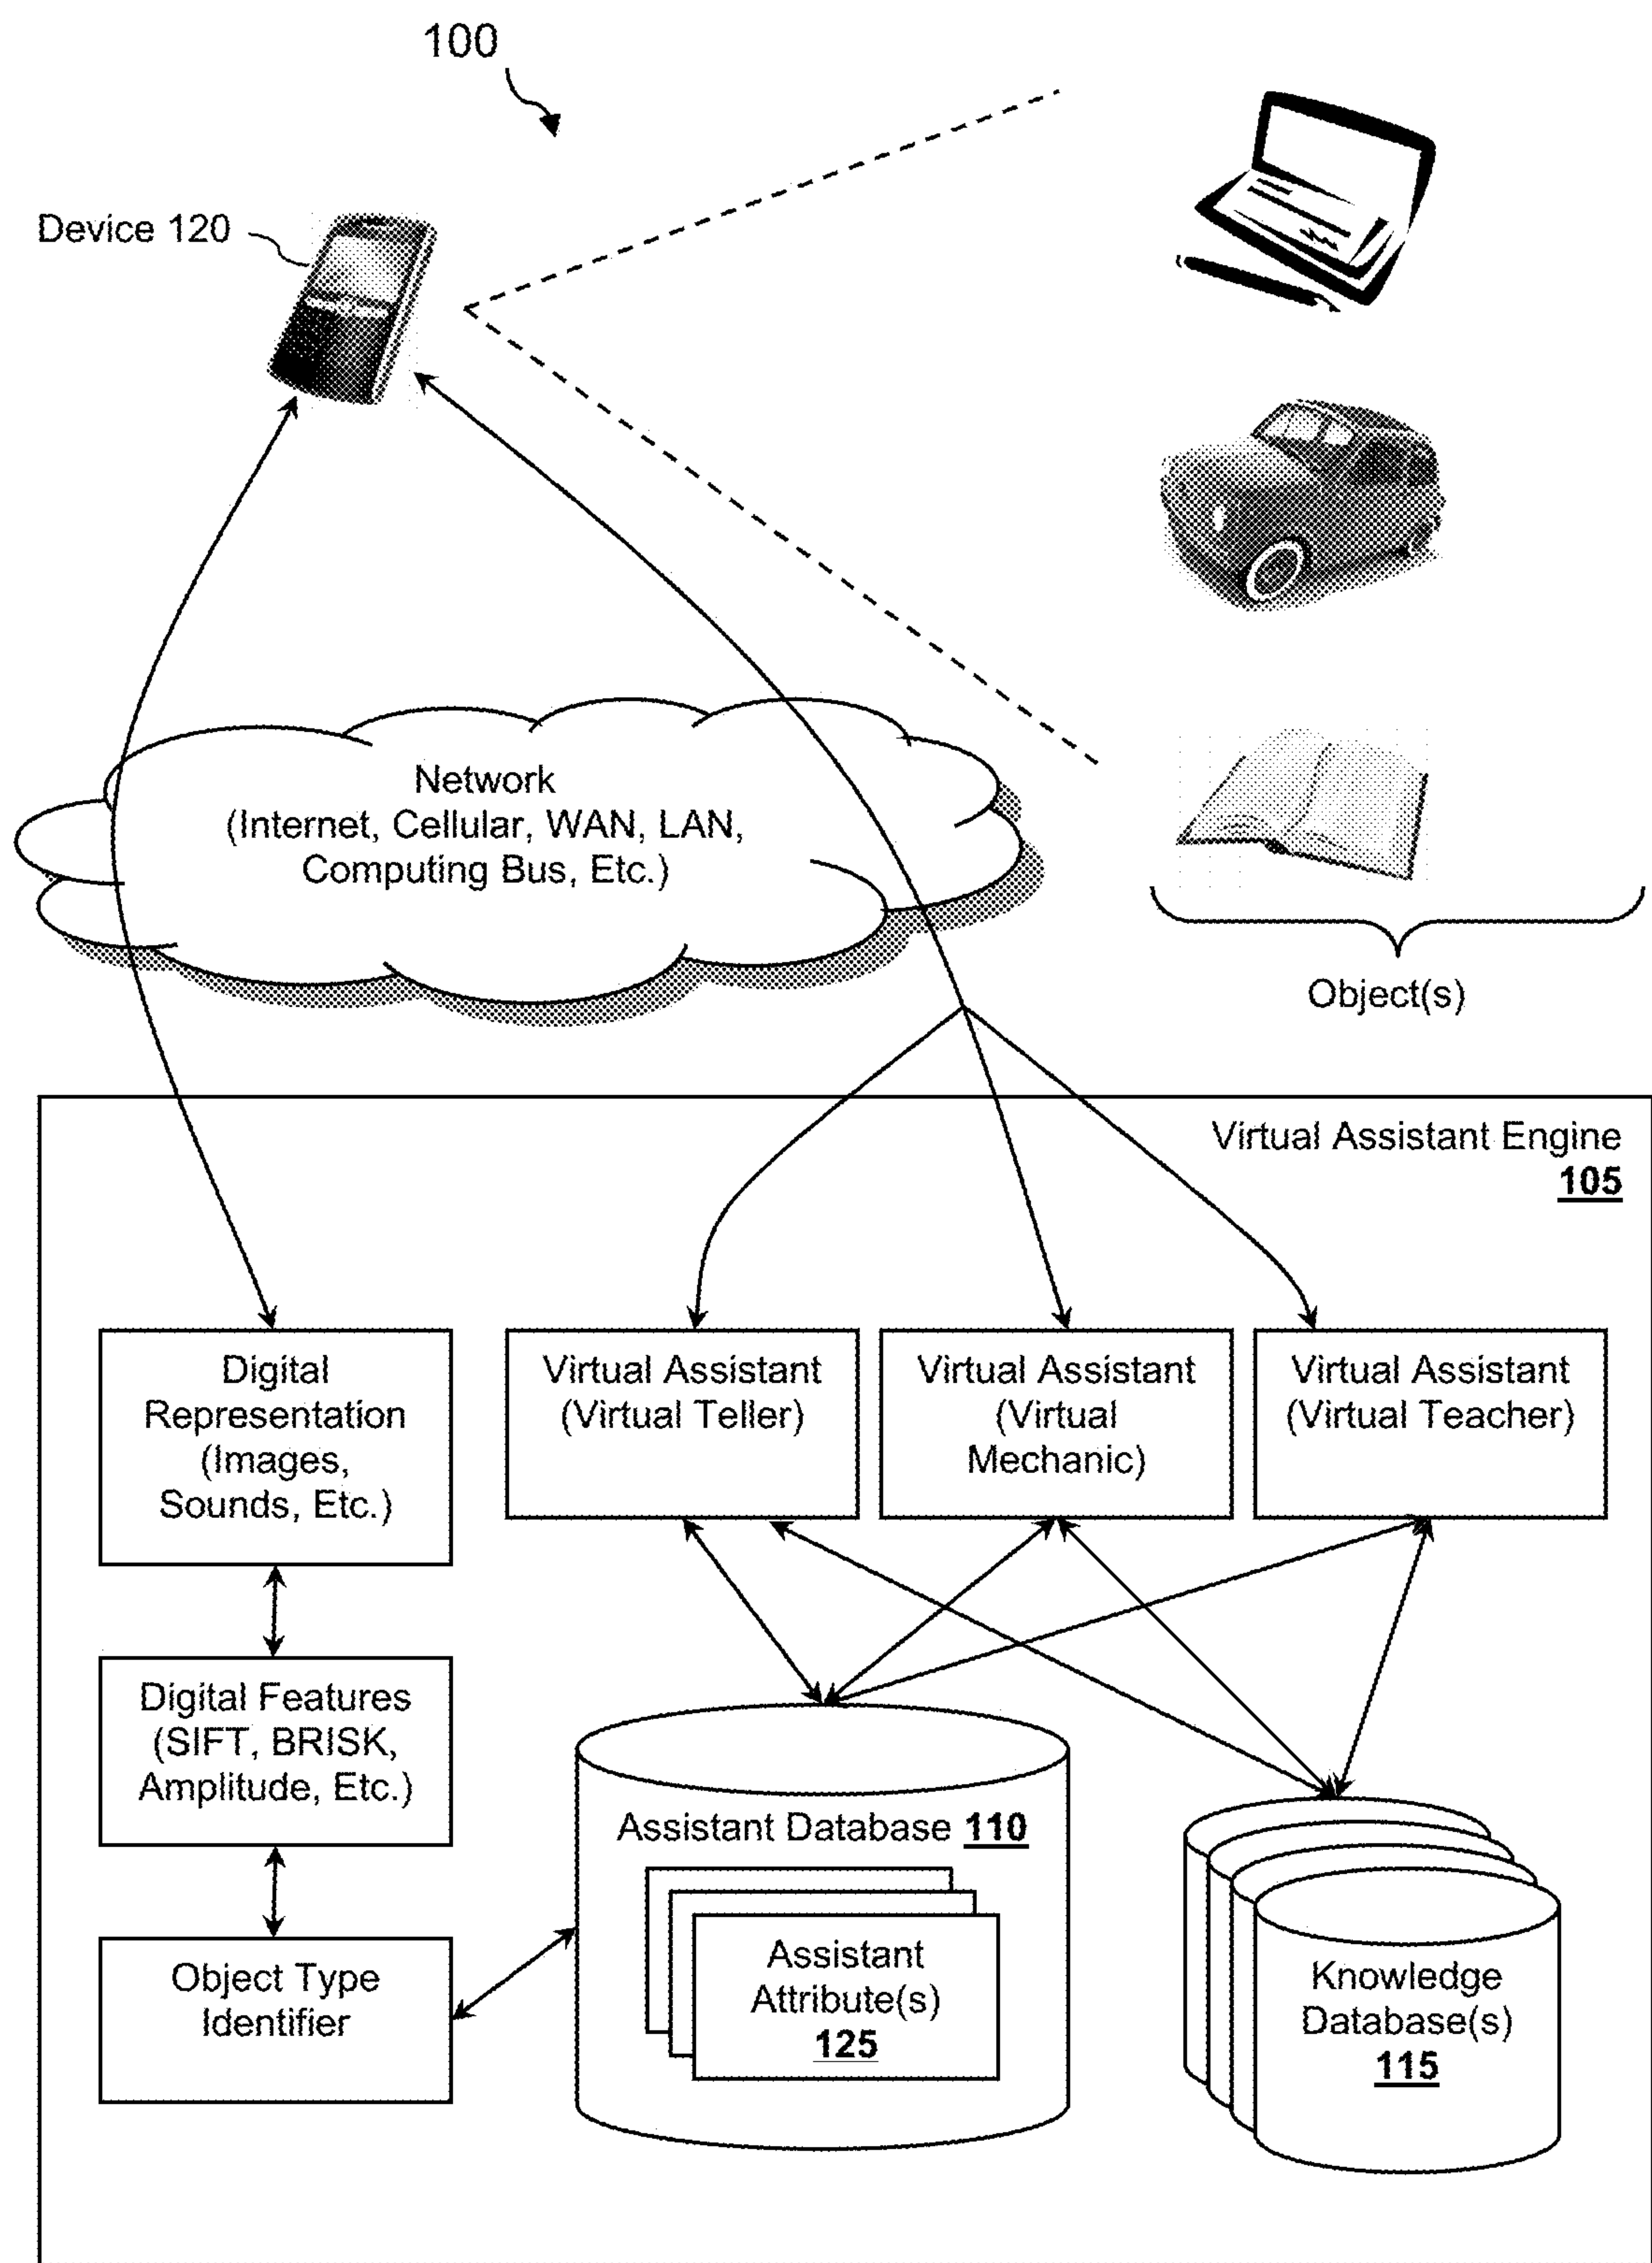 100
Device 120
Network
(Internet, Cellular, WAN, LAN,
Computing Bus, Etc.)
Object(s)
Virtual Assistant Engine
105
Digital
Representation
(Images,
Sounds, Etc.)
Virtual Assistant
(Virtual Teller)
Virtual Assistant
(Virtual
Mechanic)
Virtual Assistant
(Virtual Teacher)
Digital Features
(SIFT, BRISK,
Amplitude, Etc.)
Object Type
Identifier
Assistant Database 110
Assistant
Attribute(s)
125
Knowledge
Database(s)
115